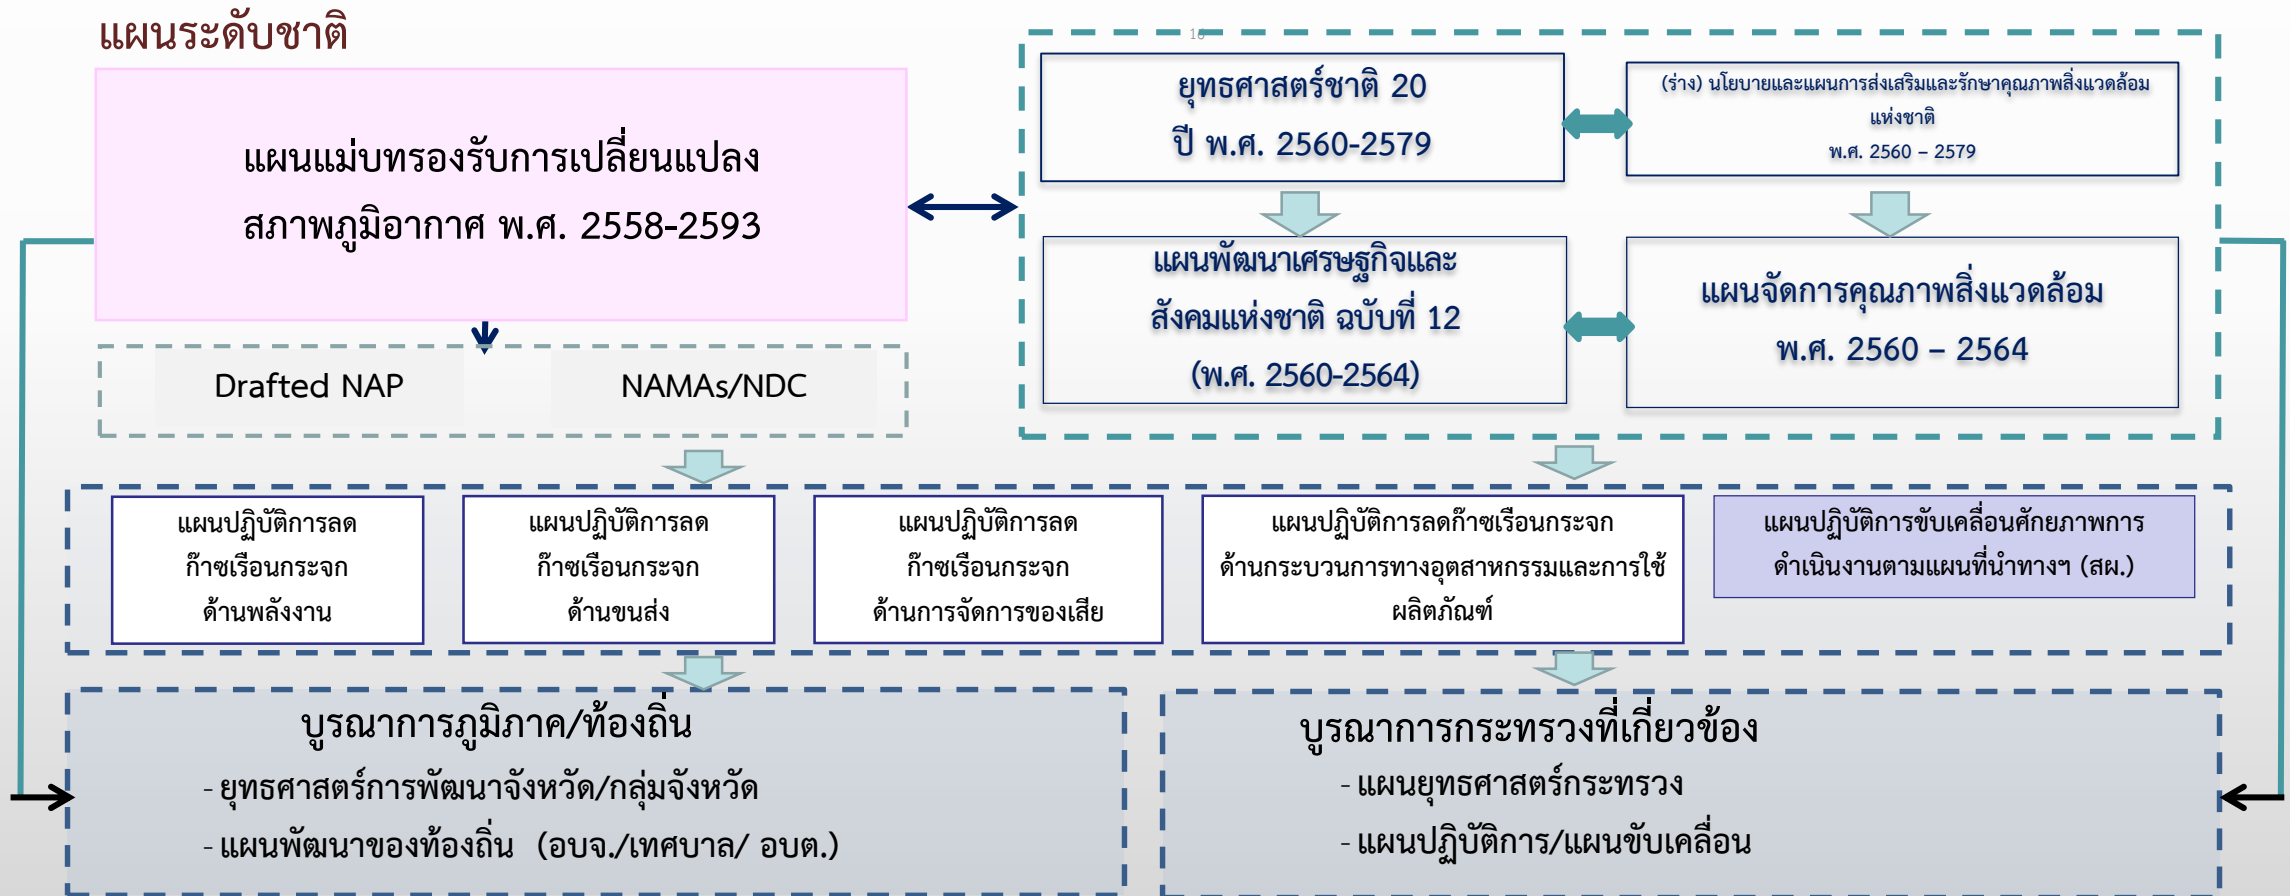 แผนระดับชาติ
16
แผนแม่บทรองรับการเปลี่ยนแปลง
สภาพภูมิอากาศ พ.ศ. 2558-2593
ยุทธศาสตร์ชาติ 20
ปี พ.ศ. 2560-2579
(ร่าง) นโยบายและแผนการส่งเสริมและรักษาคุณภาพสิ่งแวดล้อม
แห่งชาติ
พ.ศ. 2560 – 2579
แผนพัฒนาเศรษฐกิจและ
สังคมแห่งชาติ ฉบับที่ 12
(พ.ศ. 2560-2564)
แผนจัดการคุณภาพสิ่งแวดล้อม
พ.ศ. 2560 – 2564
Drafted NAP
NAMAs/NDC
แผนปฏิบัติการลด
ก๊าซเรือนกระจก
ด้านพลังงาน
แผนปฏิบัติการลด
ก๊าซเรือนกระจก
ด้านขนส่ง
แผนปฏิบัติการลด
ก๊าซเรือนกระจก
ด้านการจัดการของเสีย
แผนปฏิบัติการลดก๊าซเรือนกระจก
ด้านกระบวนการทางอุตสาหกรรมและการใช้
ผลิตภัณฑ์
แผนปฏิบัติการขับเคลื่อนศักยภาพการ
ดำเนินงานตามแผนที่นำทางฯ (สผ.)
บูรณาการภูมิภาค/ท้องถิ่น
- ยุทธศาสตร์การพัฒนาจังหวัด/กลุ่มจังหวัด
- แผนพัฒนาของท้องถิ่น (อบจ./เทศบาล/ อบต.)
บูรณาการกระทรวงที่เกี่ยวข้อง
- แผนยุทธศาสตร์กระทรวง
- แผนปฏิบัติการ/แผนขับเคลื่อน